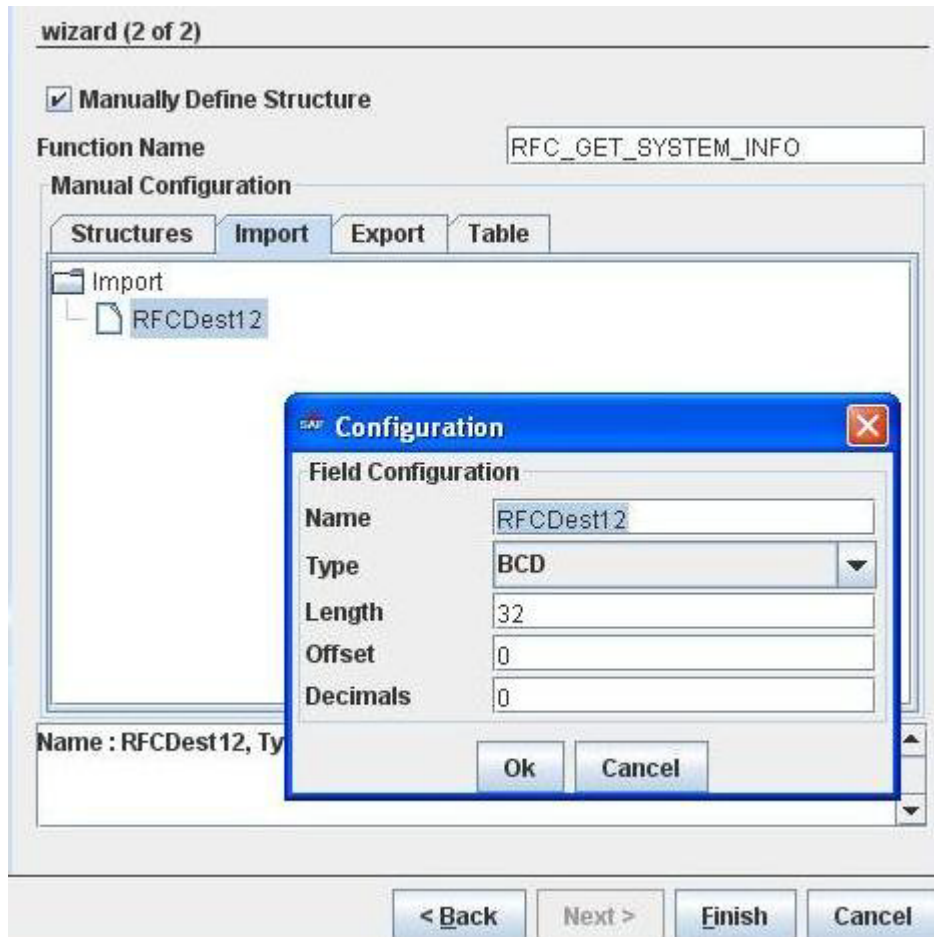 wizard (2 of 2)
Manually Define Structure
Function Name RFC_GET_SYSTEM_INFO
Manual Configuration
Structures Import Export Table
Import
RFCDest12
SAP Configuration
Field Configuration
Name RFCDest12
Type BCD
Length 32
Offset 0
Decimals 0
Name : RFCDest12, Ty
Ok Cancel
< Back Next > Finish Cancel